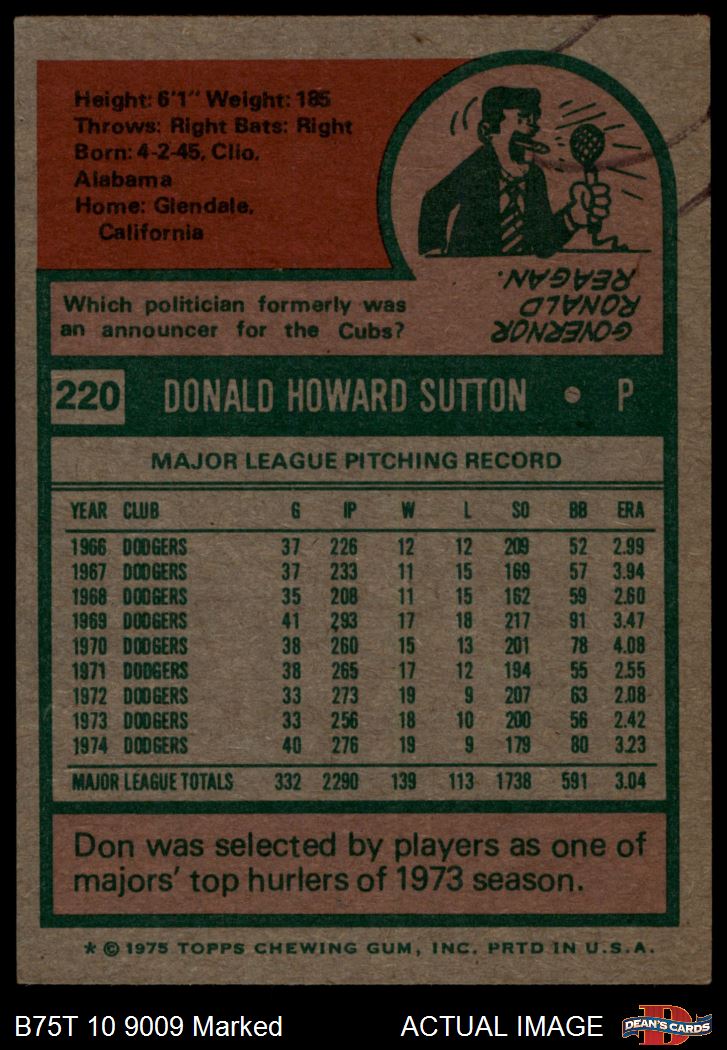 Height: 6'1" Weight: 185
Throws: Right Bats: Right
Born: 4-2-45, Clio,
Alabama
Home: Glendale,
California
Which politician formerly was
an announcer for the Cubs?
GOVERNOR
RONALD
REAGAN.
220 DONALD HOWARD SUTTON • P
MAJOR LEAGUE PITCHING RECORD
YEAR CLUB G IP W L SO BB ERA
1966 DODGERS 37 226 12 12 209 52 2.99
1967 DODGERS 37 233 11 15 169 57 3.94
1968 DODGERS 35 208 11 15 162 59 2.60
1969 DODGERS 41 293 17 18 217 91 3.47
1970 DODGERS 38 260 15 13 201 78 4.08
1971 DODGERS 38 265 17 12 194 55 2.55
1972 DODGERS 33 273 19 9 207 63 2.08
1973 DODGERS 33 256 18 10 200 56 2.42
1974 DODGERS 40 276 19 9 179 80 3.23
MAJOR LEAGUE TOTALS 332 2290 139 113 1738 591 3.04
Don was selected by players as one of
majors' top hurlers of 1973 season.
* © 1975 TOPPS CHEWING GUM, INC. PRTD IN U.S.A.
B75T 10 9009 Marked ACTUAL IMAGE
D
DEAN'S CARDS